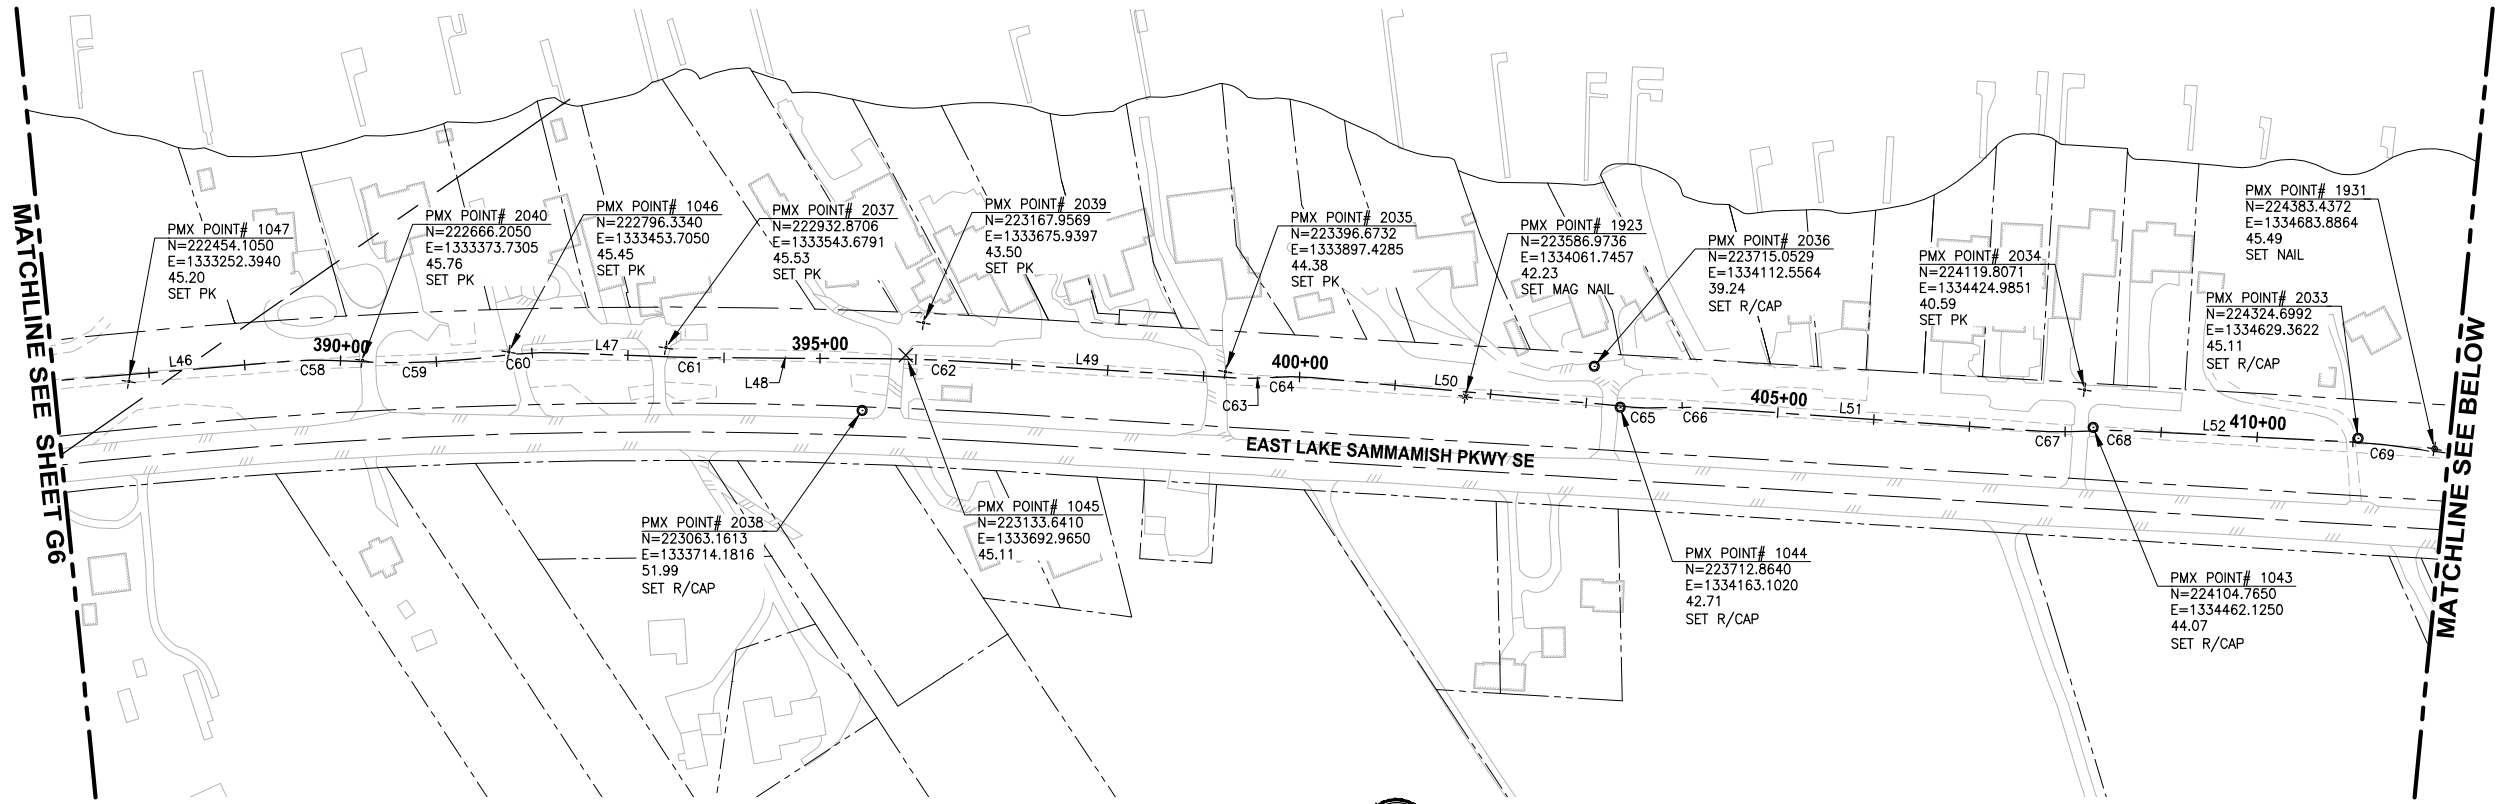 MATCHLINE SEE SHEET G6
PMX POINT# 1047
N=222454.1050
E=1333252.3940
45.20
SET PK
PMX POINT# 2040
N=222666.2050
E=1333373.7305
45.76
SET PK
PMX POINT# 1046
N=222796.3340
E=1333453.7050
45.45
SET PK
PMX POINT# 2037
N=222932.8706
E=1333543.6791
45.53
SET PK
PMX POINT# 2039
N=223167.9569
E=1333675.9397
43.50
SET PK
PMX POINT# 2035
N=223396.6732
E=1333897.4285
44.38
SET PK
PMX POINT# 1923
N=223586.9736
E=1334061.7457
42.23
SET MAG NAIL
PMX POINT# 2036
N=223715.0529
E=1334112.5564
39.24
SET R/CAP
PMX POINT# 2034
N=224119.8071
E=1334424.9851
40.59
SET PK
PMX POINT# 1931
N=224383.4372
E=1334683.8864
45.49
SET NAIL
PMX POINT# 2033
N=224324.6992
E=1334629.3622
45.11
SET R/CAP
L46
390+00
C58
C59
C60
L47
C61
L48
395+00
C62
L49
C63
C64
400+00
L50
C65
C66
405+00
L51
C67
C68
L52
410+00
C69
EAST LAKE SAMMAMISH PKWY SE
PMX POINT# 2038
N=223063.1613
E=1333714.1816
51.99
SET R/CAP
PMX POINT# 1045
N=223133.6410
E=1333692.9650
45.11
PMX POINT# 1044
N=223712.8640
E=1334163.1020
42.71
SET R/CAP
PMX POINT# 1043
N=224104.7650
E=1334462.1250
44.07
SET R/CAP
MATCHLINE SEE BELOW